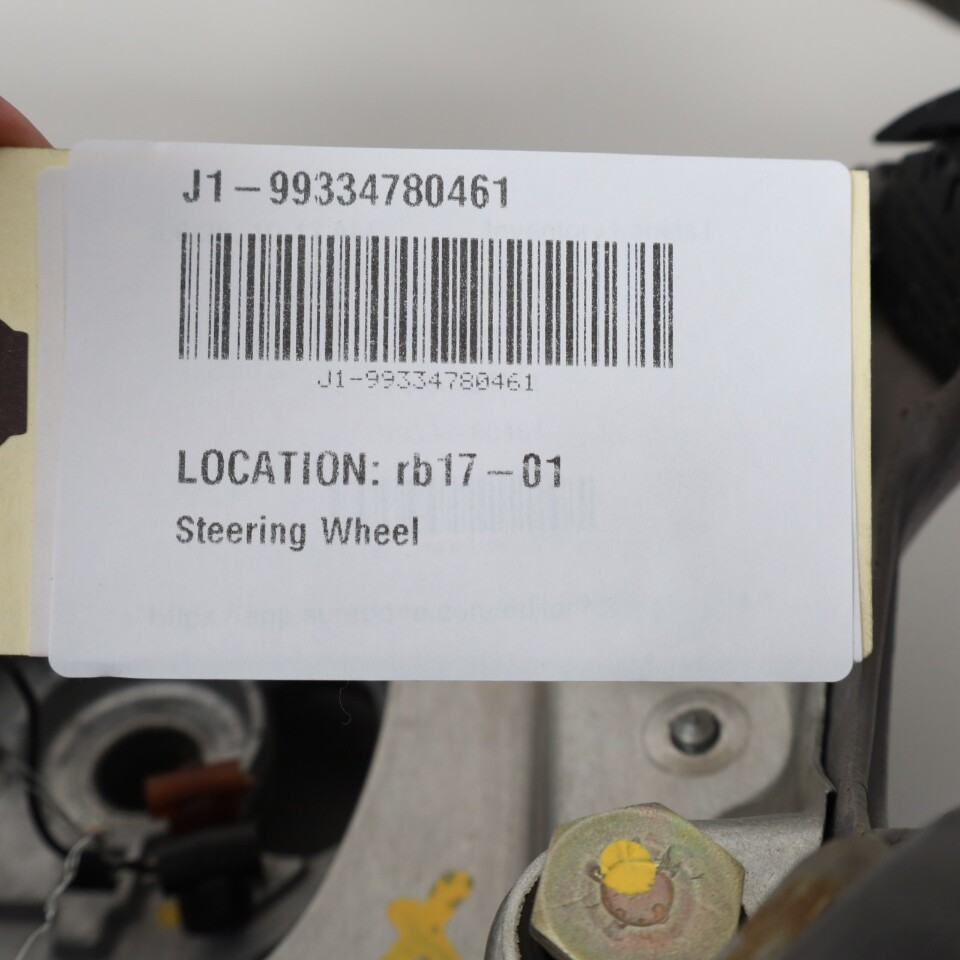 J1-99334780461
J1-99334780461
LOCATION: rb17-01
Steering Wheel